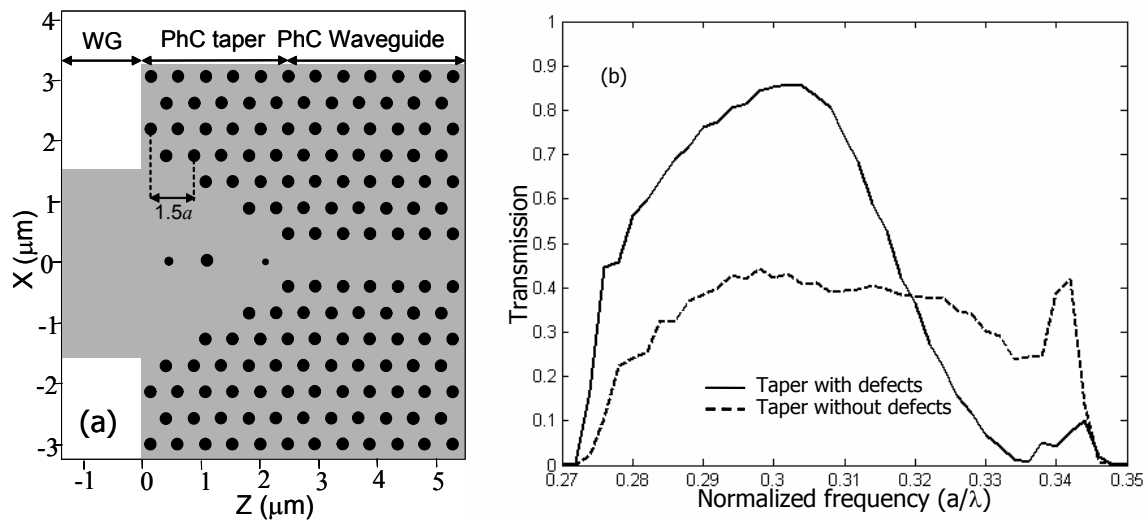 WG
PhC taper
PhC Waveguide
4
3
2
1
0
-1
-2
-3
X (μm)
1.5a
(a)
-1
0
1
2
3
4
5
Z (μm)
(b)
1
0.9
0.8
0.7
0.6
0.5
0.4
0.3
0.2
0.1
0
Transmission
Taper with defects
Taper without defects
0.27
0.28
0.29
0.3
0.31
0.32
0.33
0.34
0.35
Normalized frequency (a/λ)